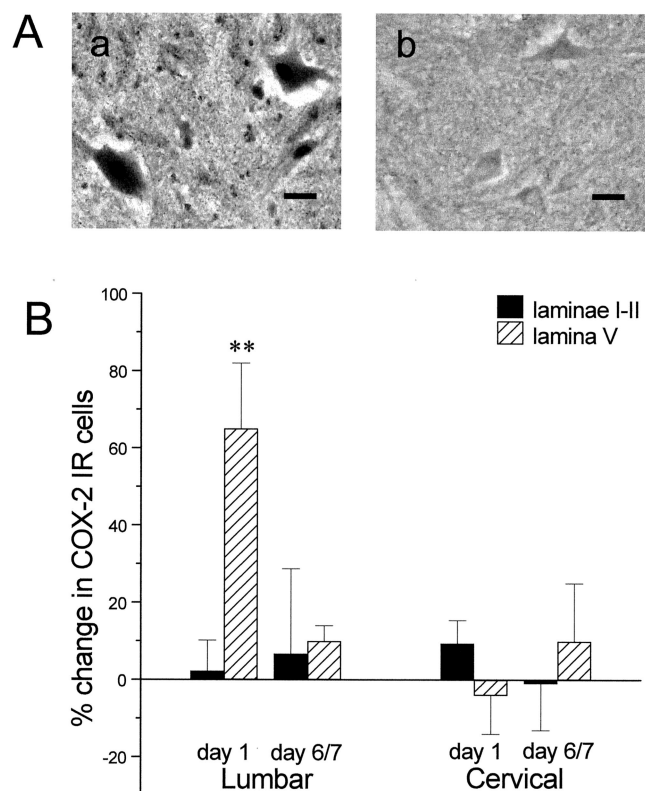 A
a
b
B
% change in COX-2 IR cells
100
80
60
40
20
0
-20
laminae I-II
lamina V
**
day 1 day 6/7 day 1 day 6/7
Lumbar Cervical